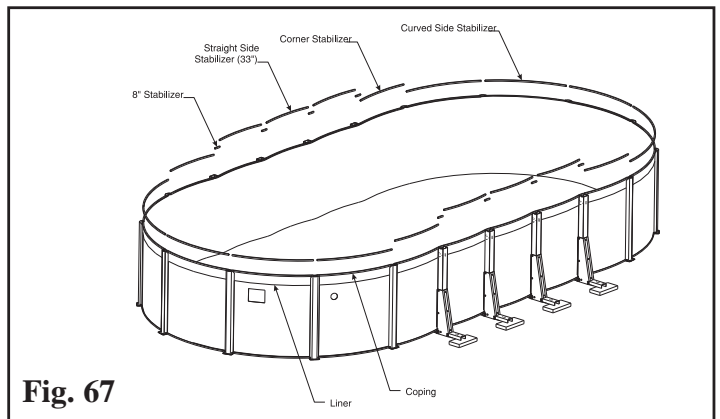 Curved Side Stabilizer
Corner Stabilizer
Straight Side
Stabilizer (33")
8" Stabilizer
Fig. 67
Liner
Coping